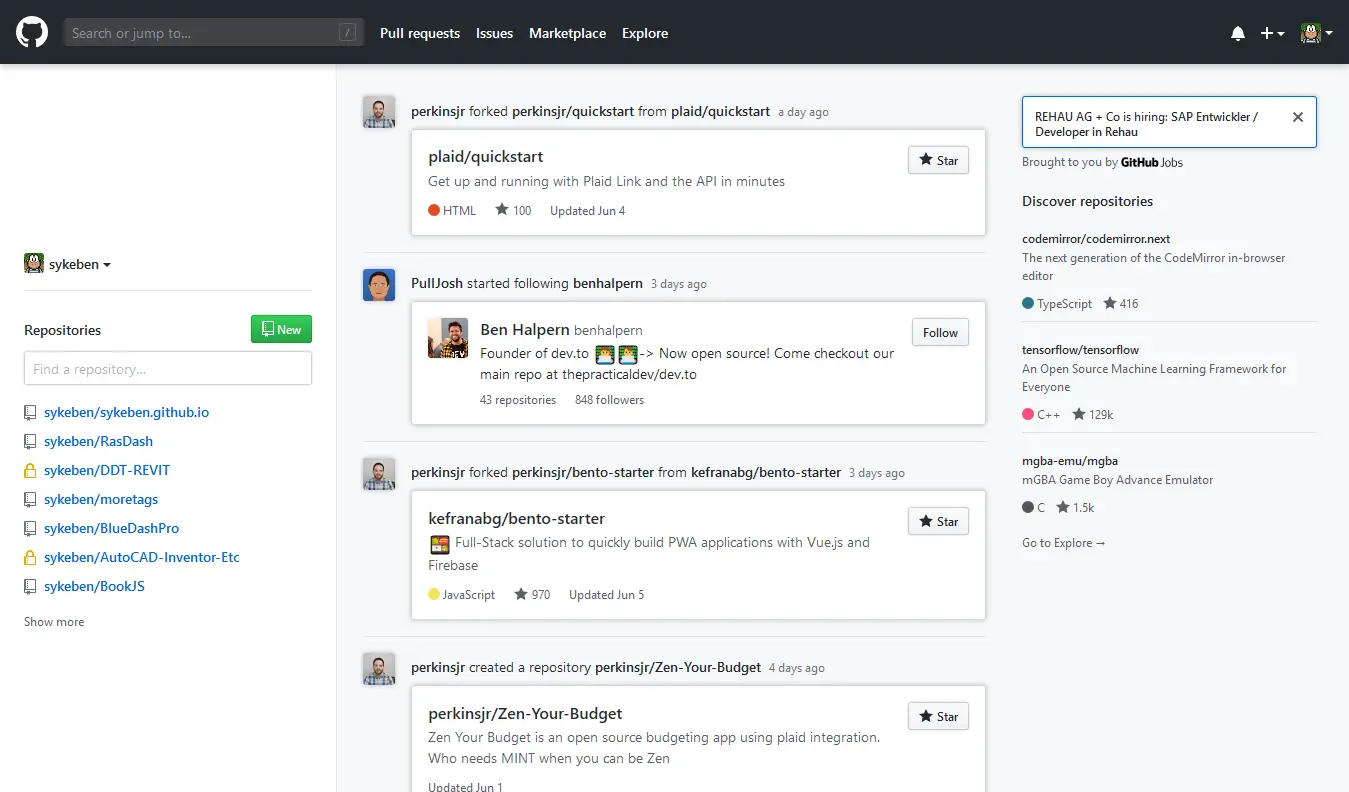 Search or jump to...
/
Pull requests
Issues
Marketplace
Explore
sykeben
Repositories
New
Find a repository...
sykeben/sykeben.github.io
sykeben/RasDash
sykeben/DDT-REVIT
sykeben/moretags
sykeben/BlueDashPro
sykeben/AutoCAD-Inventor-Etc
sykeben/BookJS
Show more
perkinsjr forked perkinsjr/quickstart from plaid/quickstart a day ago
plaid/quickstart
Star
Get up and running with Plaid Link and the API in minutes
HTML 100 Updated Jun 4
PullJosh started following benhalpern 3 days ago
Ben Halpern benhalpern
Follow
Founder of dev.to 👨‍💻👨‍💻-> Now open source! Come checkout our
main repo at thepracticaldev/dev.to
43 repositories 848 followers
perkinsjr forked perkinsjr/bento-starter from kefranabg/bento-starter 3 days ago
kefranabg/bento-starter
Star
🍱 Full-Stack solution to quickly build PWA applications with Vue.js and
Firebase
JavaScript 970 Updated Jun 5
perkinsjr created a repository perkinsjr/Zen-Your-Budget 4 days ago
perkinsjr/Zen-Your-Budget
Star
Zen Your Budget is an open source budgeting app using plaid integration.
Who needs MINT when you can be Zen
Updated Jun 1
REHAU AG + Co is hiring: SAP Entwickler /
Developer in Rehau
Brought to you by GitHub Jobs
Discover repositories
codemirror/codemirror.next
The next generation of the CodeMirror in-browser
editor
TypeScript 416
tensorflow/tensorflow
An Open Source Machine Learning Framework for
Everyone
C++ 129k
mgba-emu/mgba
mGBA Game Boy Advance Emulator
C 1.5k
Go to Explore →